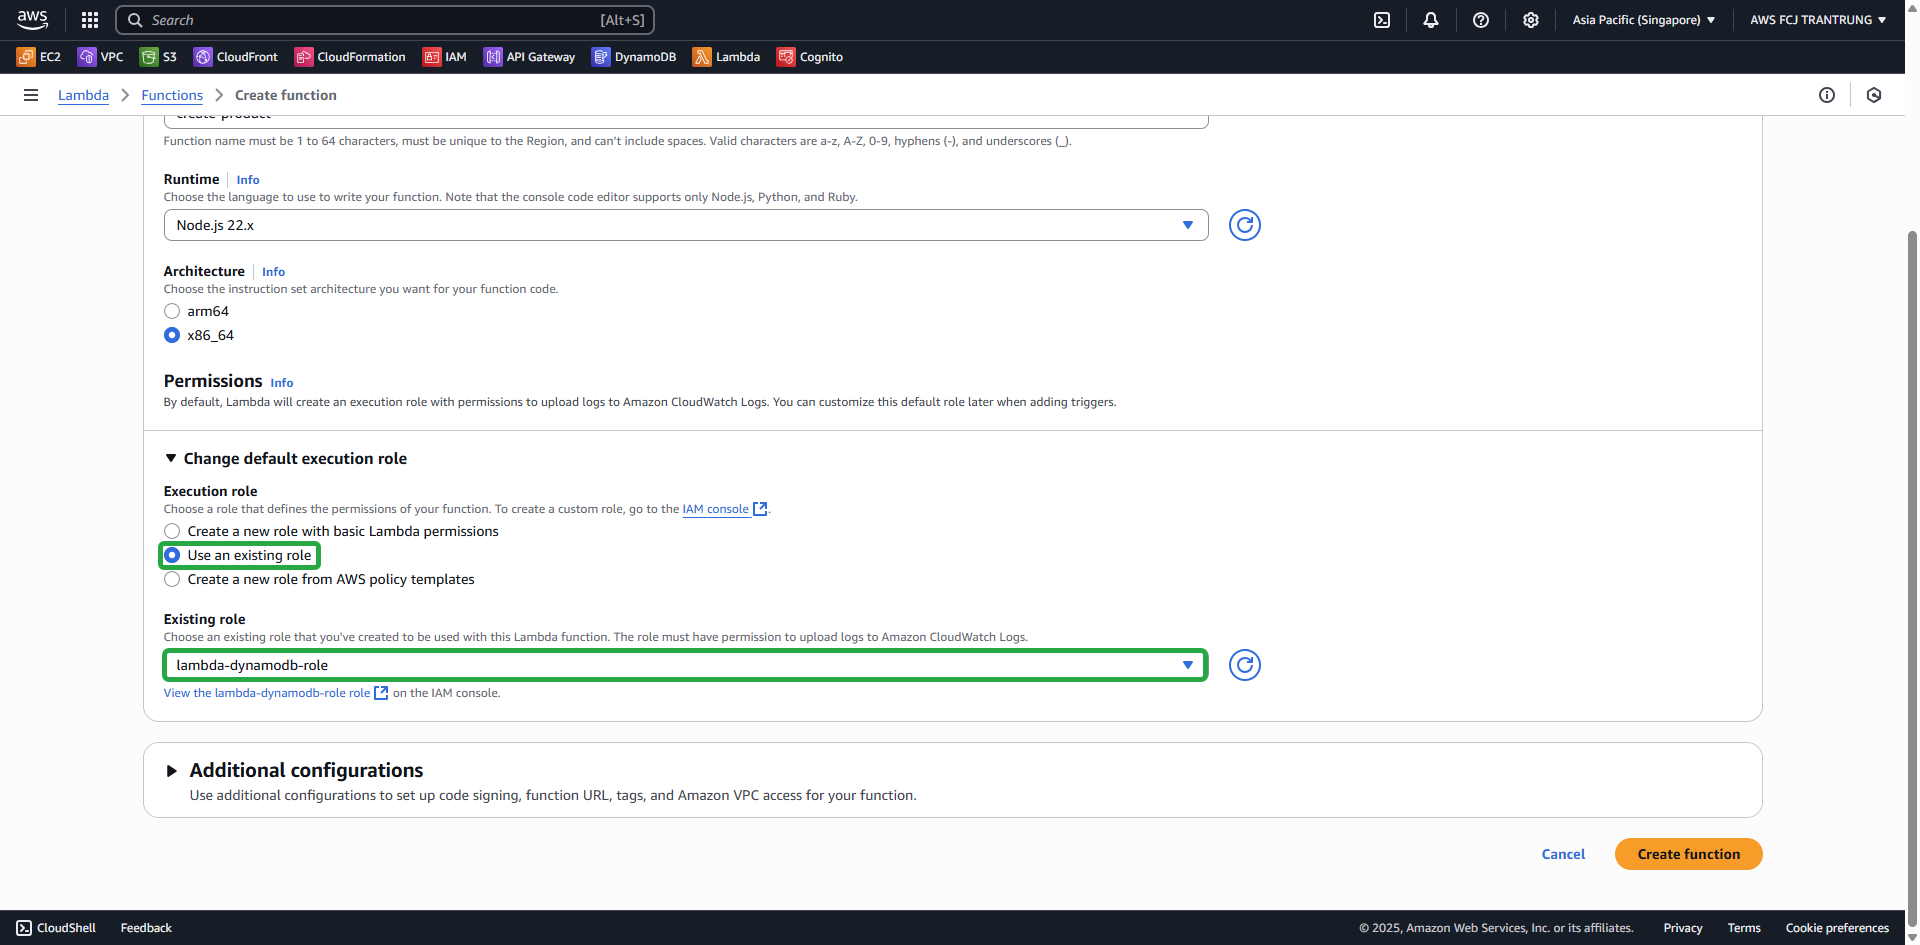 aws
Search [Alt+S]
Asia Pacific (Singapore) AWS FCJ TRANTRUNG
EC2 VPC S3 CloudFront CloudFormation IAM API Gateway DynamoDB Lambda Cognito
Lambda Functions Create function
create-product
Function name must be 1 to 64 characters, must be unique to the Region, and can't include spaces. Valid characters are a-z, A-Z, 0-9, hyphens (-), and underscores (_).
Runtime Info
Choose the language to use to write your function. Note that the console code editor supports only Node.js, Python, and Ruby.
Node.js 22.x
Architecture Info
Choose the instruction set architecture you want for your function code.
arm64
x86_64
Permissions Info
By default, Lambda will create an execution role with permissions to upload logs to Amazon CloudWatch Logs. You can customize this default role later when adding triggers.
Change default execution role
Execution role
Choose a role that defines the permissions of your function. To create a custom role, go to the IAM console.
Create a new role with basic Lambda permissions
Use an existing role
Create a new role from AWS policy templates
Existing role
Choose an existing role that you've created to be used with this Lambda function. The role must have permission to upload logs to Amazon CloudWatch Logs.
lambda-dynamodb-role
View the lambda-dynamodb-role role on the IAM console.
Additional configurations
Use additional configurations to set up code signing, function URL, tags, and Amazon VPC access for your function.
Cancel Create function
CloudShell Feedback © 2025, Amazon Web Services, Inc. or its affiliates. Privacy Terms Cookie preferences